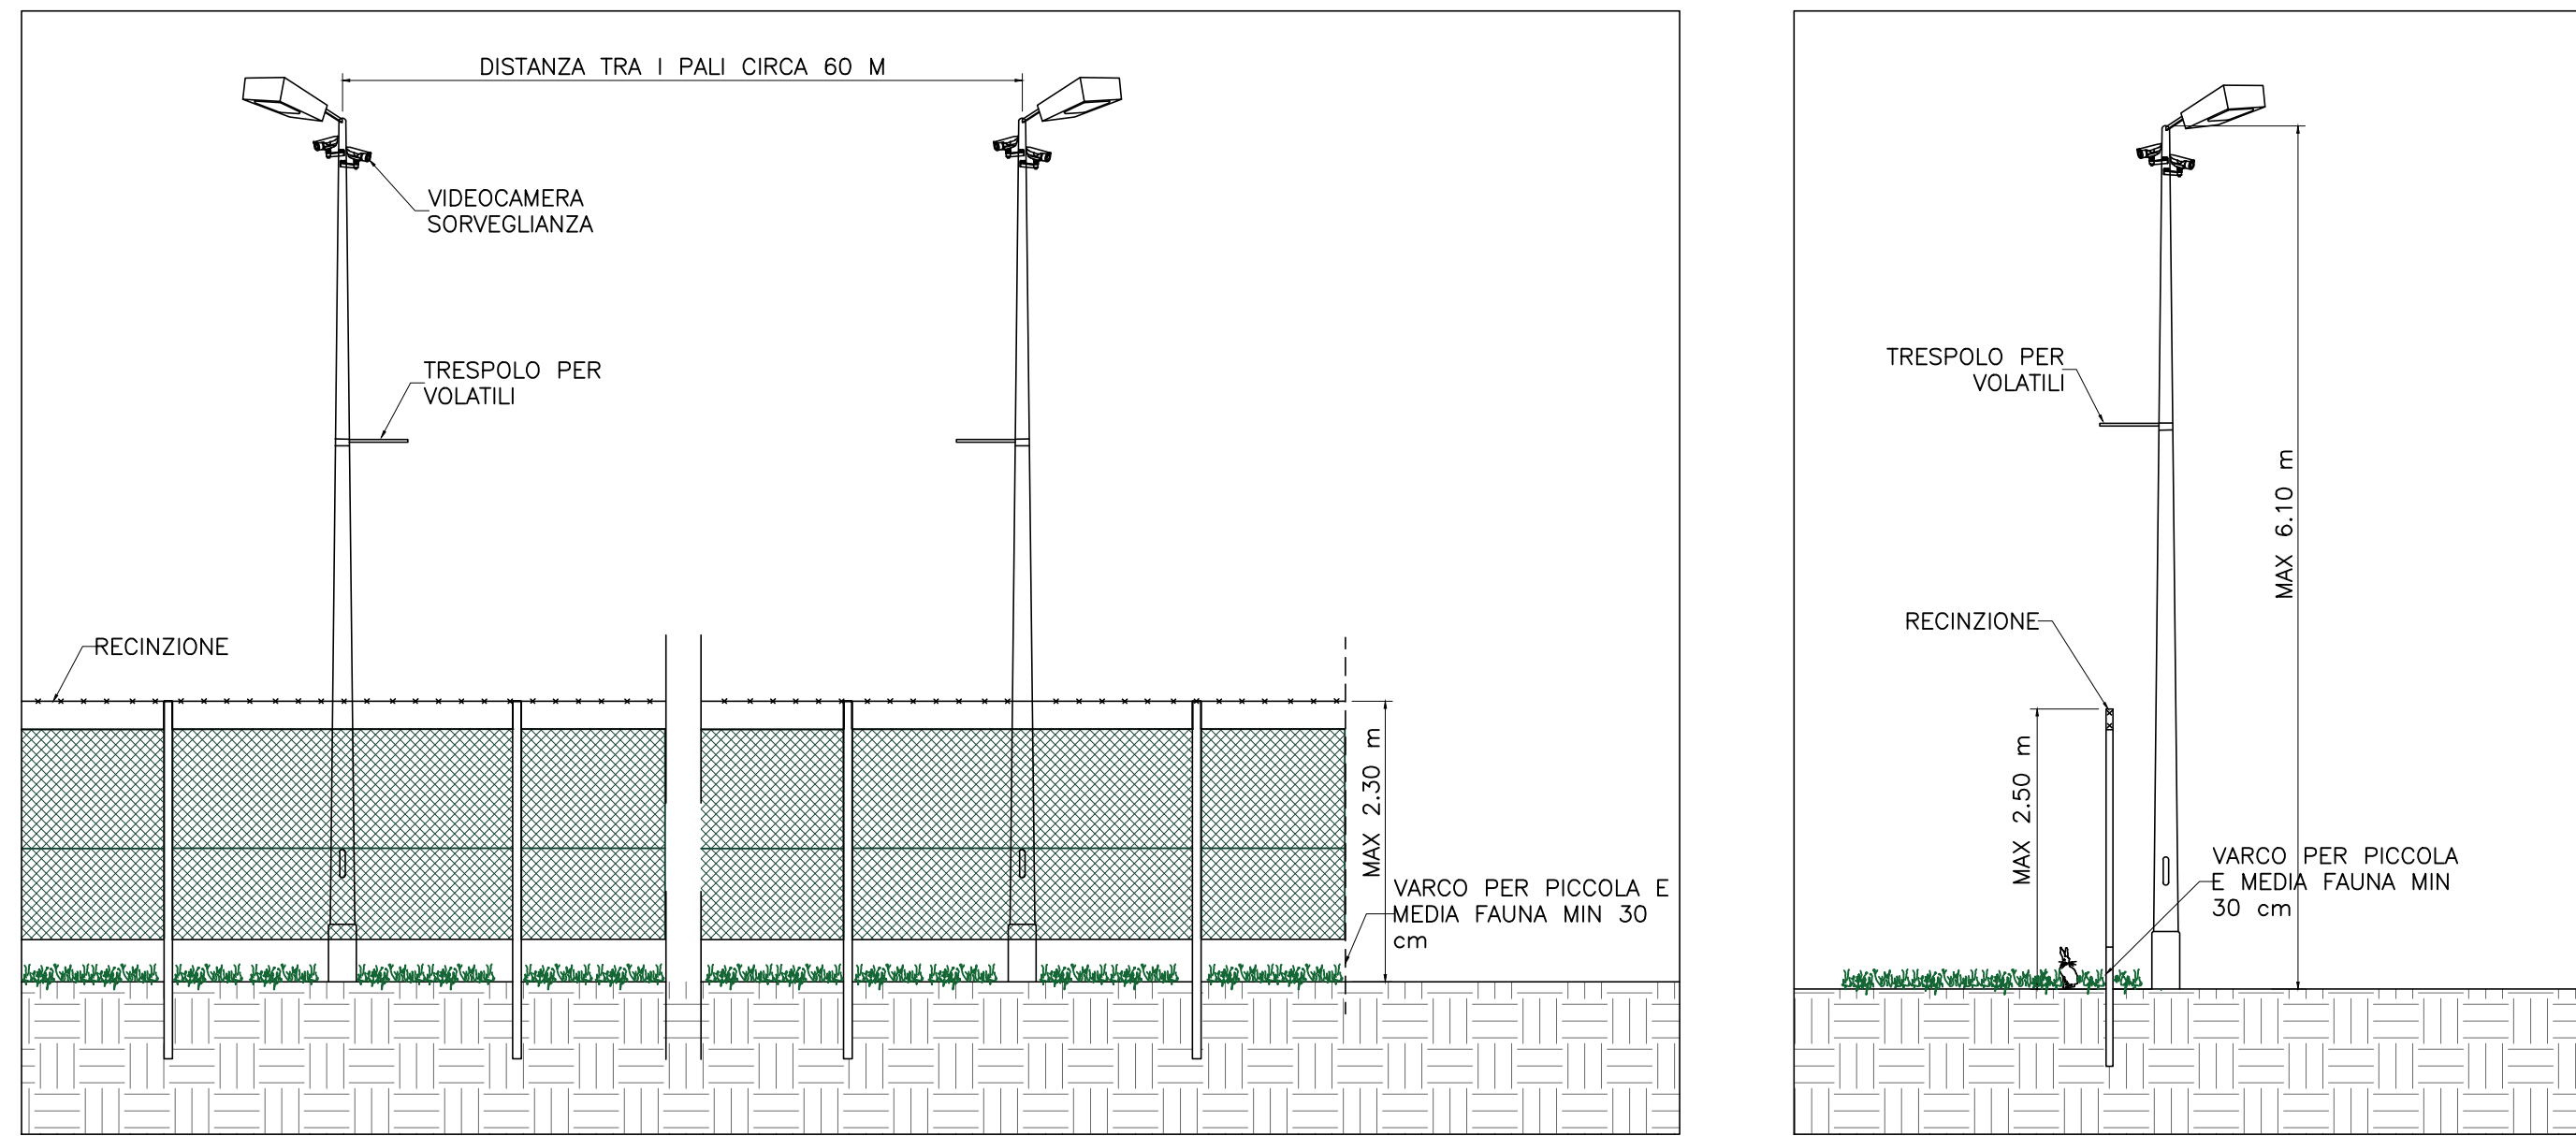 DISTANZA TRA I PALI CIRCA 60 M
VIDEOCAMERA
SORVEGLIANZA
TRESPOLO PER
VOLATILI
RECINZIONE
MAX 2.30 m
VARCO PER PICCOLA E
MEDIA FAUNA MIN 30
cm
TRESPOLO PER
VOLATILI
MAX 6.10 m
RECINZIONE
MAX 2.50 m
VARCO PER PICCOLA
E MEDIA FAUNA MIN
30 cm